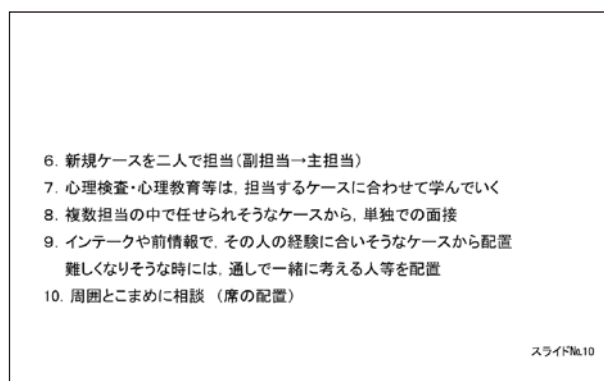 6. 新規ケースを二人で担当(副担当→主担当)
7. 心理検査・心理教育等は, 担当するケースに合わせて学んでいく
8. 複数担当の中で任せられそうなケースから, 単独での面接
9. インテークや前情報で, その人の経験に合いそうなケースから配置
難しくなりそうな時には, 通しで一緒に考える人等を配置
10. 周囲とこまめに相談 (席の配置)
スライドNo.10